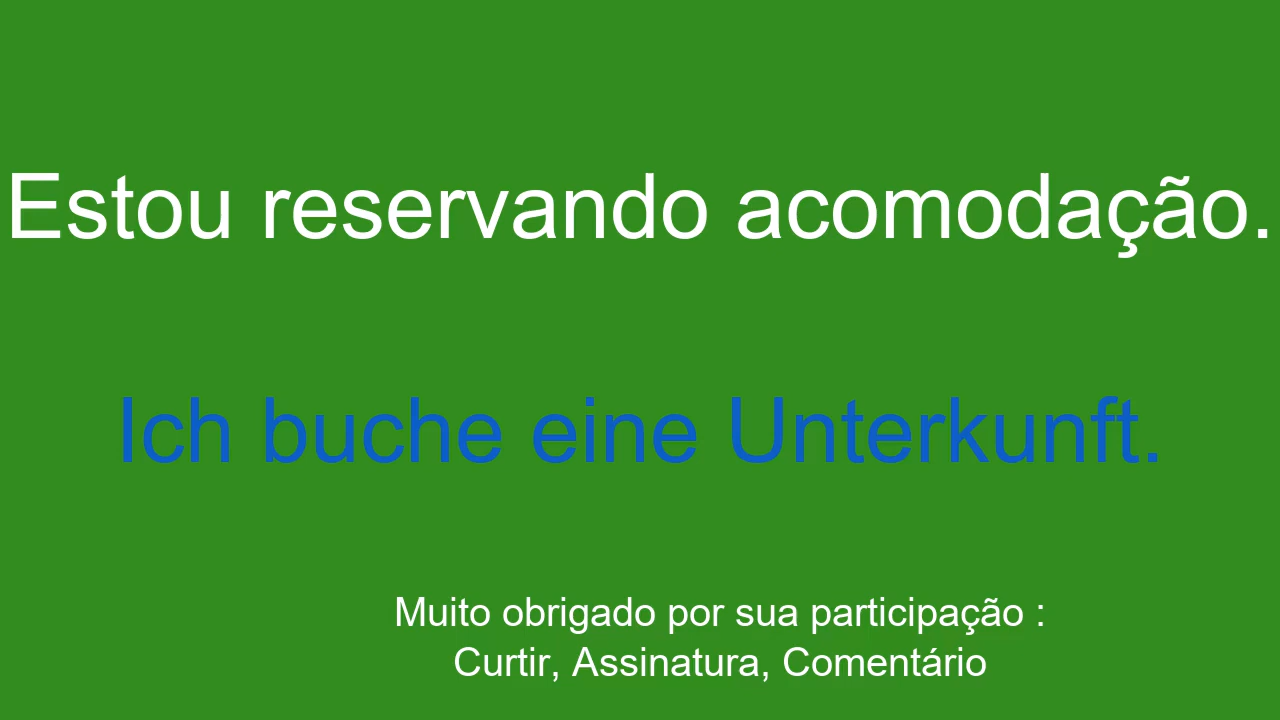 Estou reservando acomodação.
Ich buche eine Unterkunft.
Muito obrigado por sua participação :
Curtir, Assinatura, Comentário